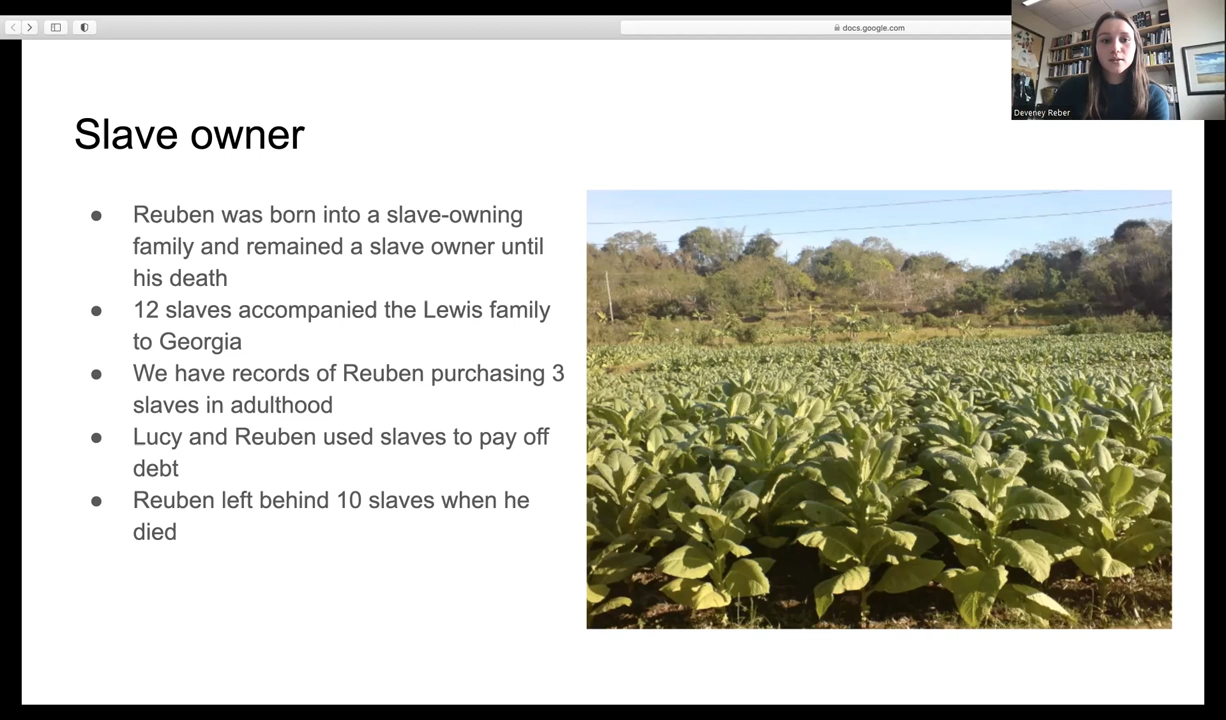 docs.google.com
Deveney Reber
Slave owner
● Reuben was born into a slave-owning
family and remained a slave owner until
his death
● 12 slaves accompanied the Lewis family
to Georgia
● We have records of Reuben purchasing 3
slaves in adulthood
● Lucy and Reuben used slaves to pay off
debt
● Reuben left behind 10 slaves when he
died